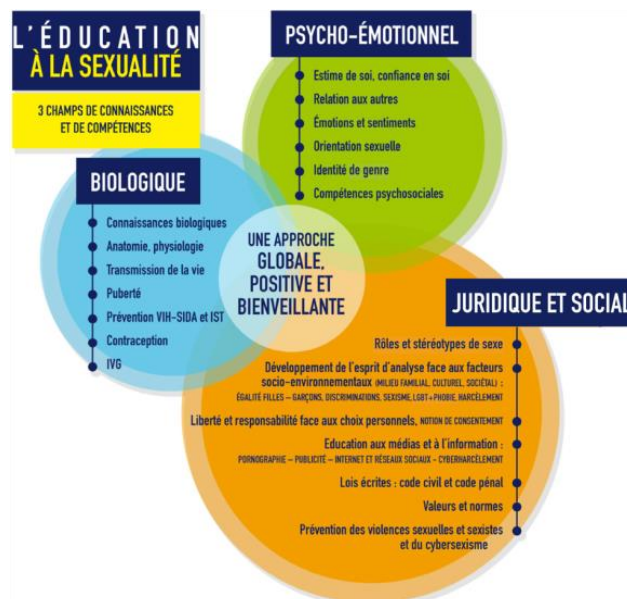 L'ÉDUCATION
À LA SEXUALITÉ
3 CHAMPS DE CONNAISSANCES
ET DE COMPÉTENCES
PSYCHO-ÉMOTIONNEL
Estime de soi, confiance en soi
Relation aux autres
Émotions et sentiments
Orientation sexuelle
Identité de genre
Compétences psychosociales
BIOLOGIQUE
Connaissances biologiques
Anatomie, physiologie
Transmission de la vie
Puberté
Prévention VIH-SIDA et IST
Contraception
IVG
UNE APPROCHE
GLOBALE,
POSITIVE ET
BIENVEILLANTE
JURIDIQUE ET SOCIAL
Rôles et stéréotypes de sexe
Développement de l'esprit d'analyse face aux facteurs
socio-environnementaux (MILIEU FAMILIAL, CULTUREL, SOCIÉTAL) :
ÉGALITÉ FILLES – GARÇONS, DISCRIMINATIONS, SEXISME, LGBT+PHOBIE, HARCÈLEMENT
Liberté et responsabilité face aux choix personnels, NOTION DE CONSENTEMENT
Education aux médias et à l'information :
PORNOGRAPHIE – PUBLICITÉ – INTERNET ET RÉSEAUX SOCIAUX - CYBERHARCÈLEMENT
Lois écrites : code civil et code pénal
Valeurs et normes
Prévention des violences sexuelles et sexistes
et du cybersexisme